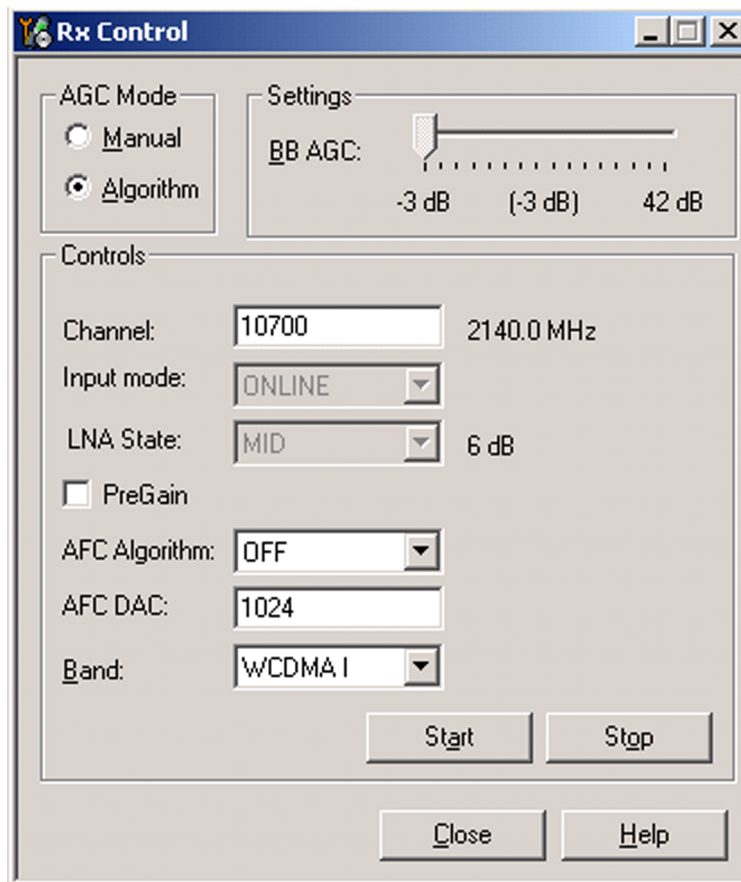 Rx Control
AGC Mode
Manual
Algorithm
Settings
BB AGC:
-3 dB (-3 dB) 42 dB
Controls
Channel: 10700 2140.0 MHz
Input mode: ONLINE
LNA State: MID 6 dB
PreGain
AFC Algorithm: OFF
AFC DAC: 1024
Band: WCDMA I
Start Stop
Close Help